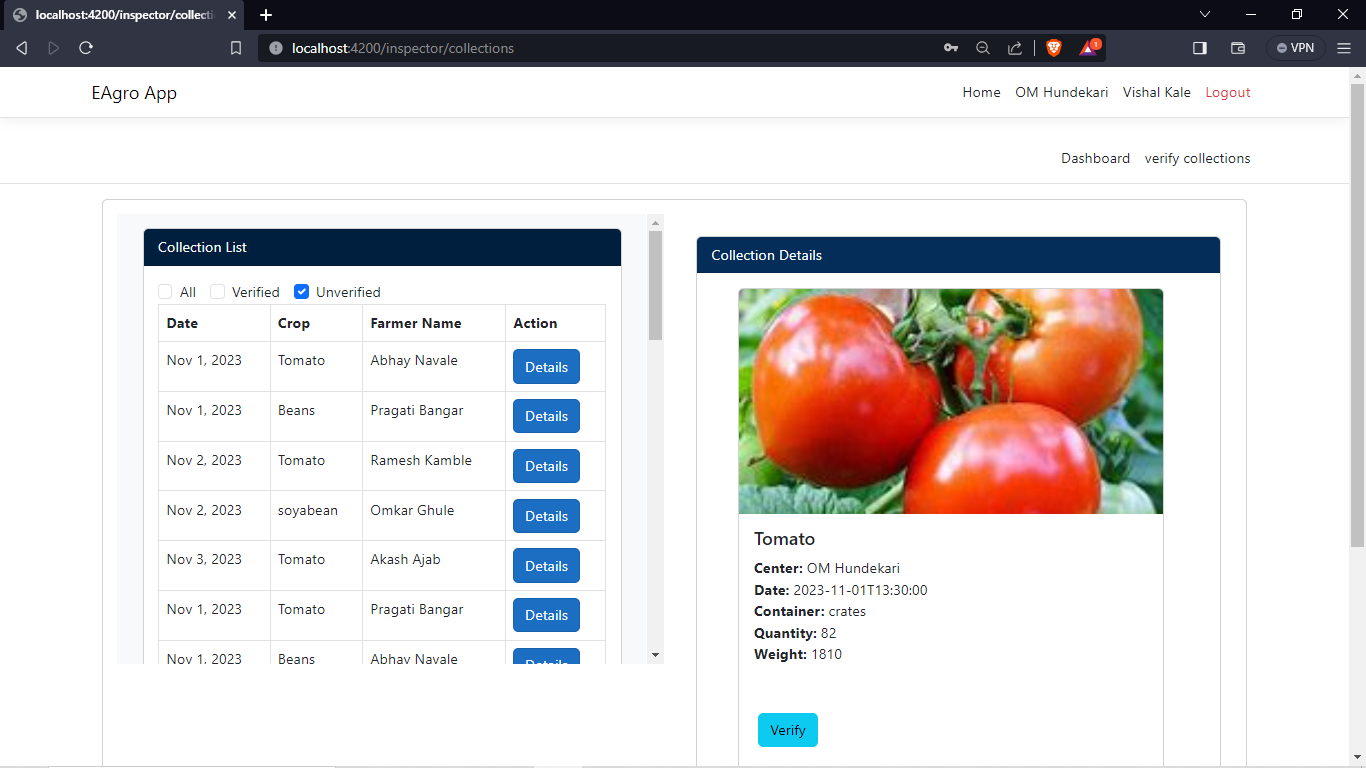 localhost:4200/inspector/collecti
localhost:4200/inspector/collections
1
VPN
EAgro App
Home OM Hundekari Vishal Kale Logout
Dashboard verify collections
Collection List
All Verified Unverified
Date Crop Farmer Name Action
Nov 1, 2023 Tomato Abhay Navale Details
Nov 1, 2023 Beans Pragati Bangar Details
Nov 2, 2023 Tomato Ramesh Kamble Details
Nov 2, 2023 soyabean Omkar Ghule Details
Nov 3, 2023 Tomato Akash Ajab Details
Nov 1, 2023 Tomato Pragati Bangar Details
Nov 1, 2023 Beans Abhay Navale Details
Collection Details
Tomato
Center: OM Hundekari
Date: 2023-11-01T13:30:00
Container: crates
Quantity: 82
Weight: 1810
Verify